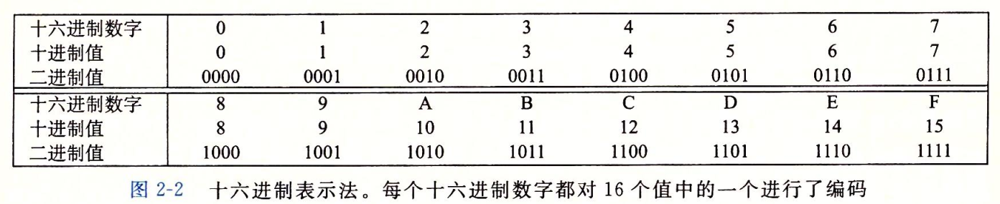 十六进制数字 0 1 2 3 4 5 6 7
十进制值 0 1 2 3 4 5 6 7
二进制值 0000 0001 0010 0011 0100 0101 0110 0111
十六进制数字 8 9 A B C D E F
十进制值 8 9 10 11 12 13 14 15
二进制值 1000 1001 1010 1011 1100 1101 1110 1111
图 2-2 十六进制表示法。每个十六进制数字都对 16 个值中的一个进行了编码